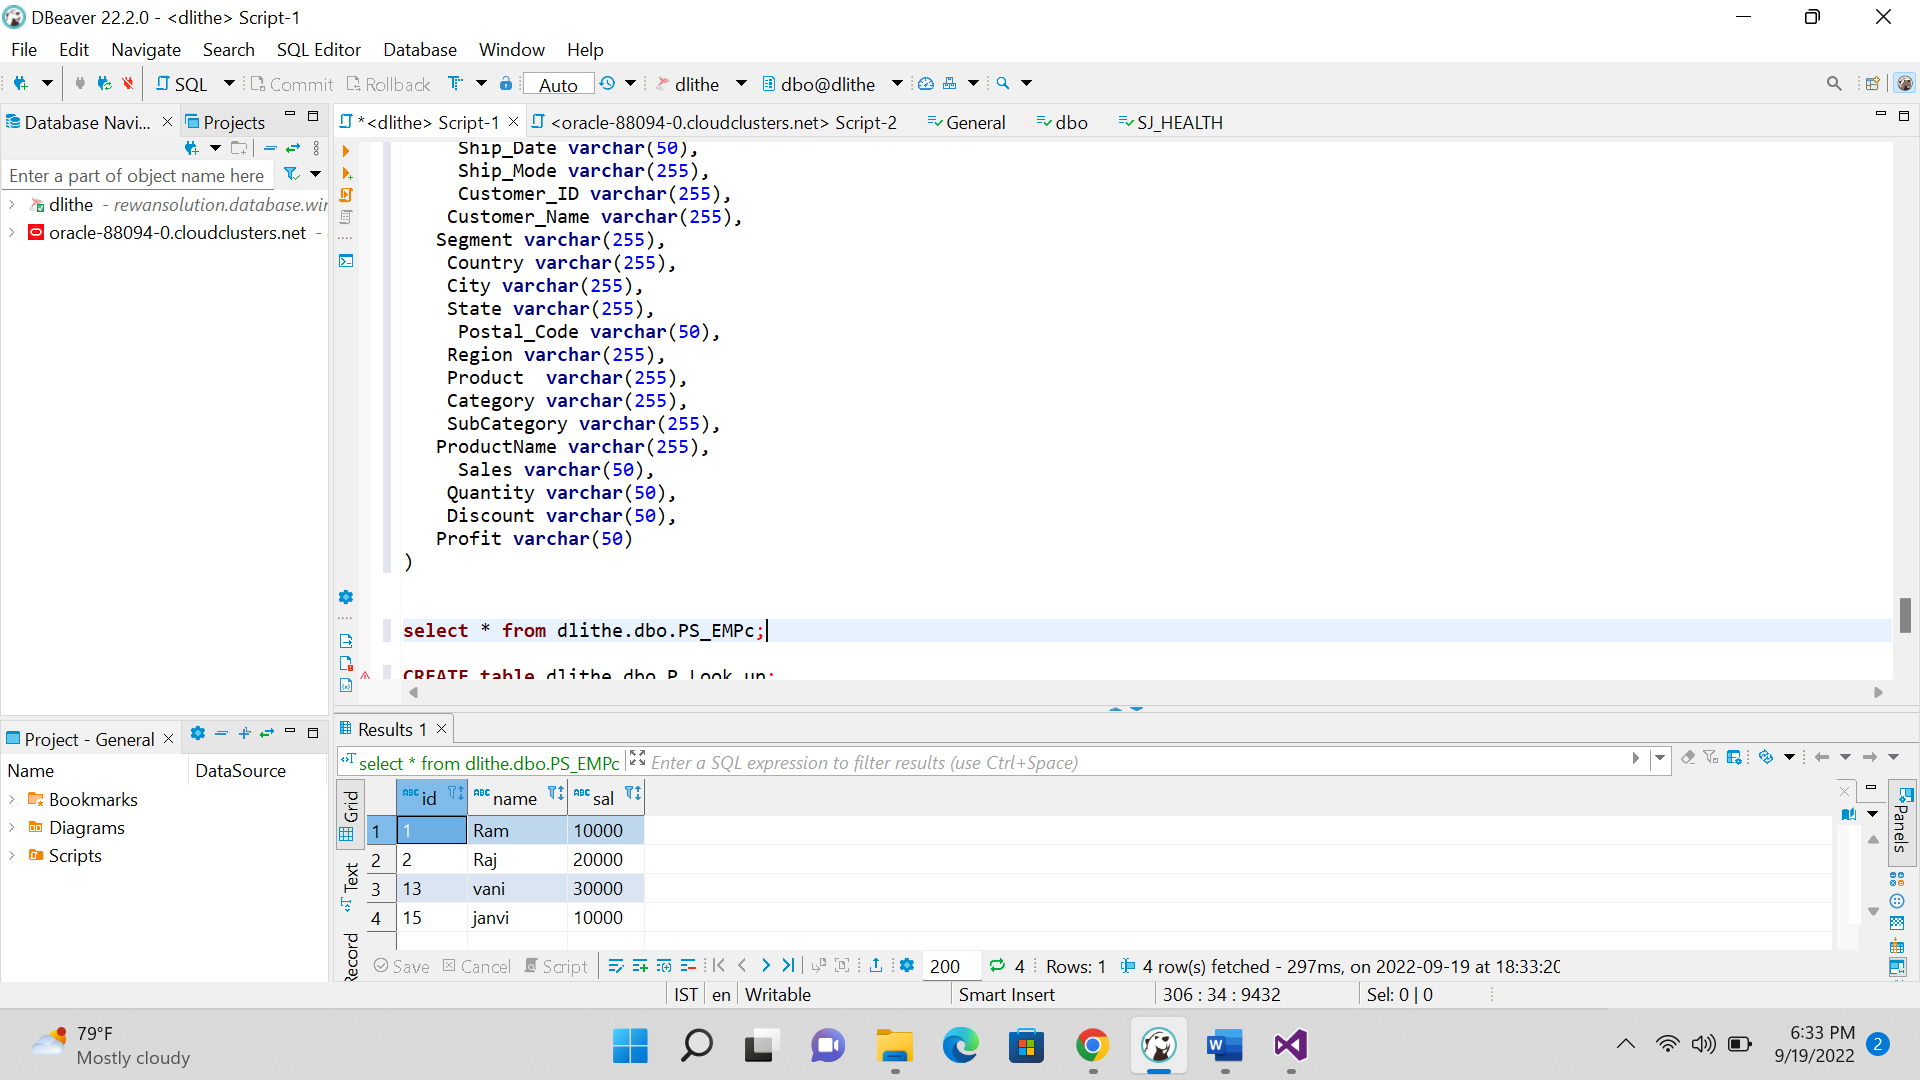 DBeaver 22.2.0 - <dlithe> Script-1
File Edit Navigate Search SQL Editor Database Window Help
SQL Commit Rollback Auto dlithe dbo@dlithe
Database Navi... Projects
*<dlithe> Script-1 <oracle-88094-0.cloudclusters.net> Script-2 General dbo SJ_HEALTH
Enter a part of object name here
dlithe - rewansolution.database.wir
oracle-88094-0.cloudclusters.net -
Ship_Date varchar(50),
Ship_Mode varchar(255),
Customer_ID varchar(255),
Customer_Name varchar(255),
Segment varchar(255),
Country varchar(255),
City varchar(255),
State varchar(255),
Postal_Code varchar(50),
Region varchar(255),
Product  varchar(255),
Category varchar(255),
SubCategory varchar(255),
ProductName varchar(255),
Sales varchar(50),
Quantity varchar(50),
Discount varchar(50),
Profit varchar(50)
)
select * from dlithe.dbo.PS_EMPc;
CREATE table dlithe.dbo.P_Look_up;
Project - General
Name DataSource
Bookmarks
Diagrams
Scripts
Results 1
select * from dlithe.dbo.PS_EMPc Enter a SQL expression to filter results (use Ctrl+Space)
Grid
Text
Record
Panels
ABC id ABC name ABC sal
1 1 Ram 10000
2 2 Raj 20000
3 13 vani 30000
4 15 janvi 10000
Save Cancel Script 200 4 Rows: 1 4 row(s) fetched - 297ms, on 2022-09-19 at 18:33:20
IST en Writable Smart Insert 306 : 34 : 9432 Sel: 0 | 0
79°F
Mostly cloudy
6:33 PM
9/19/2022
2